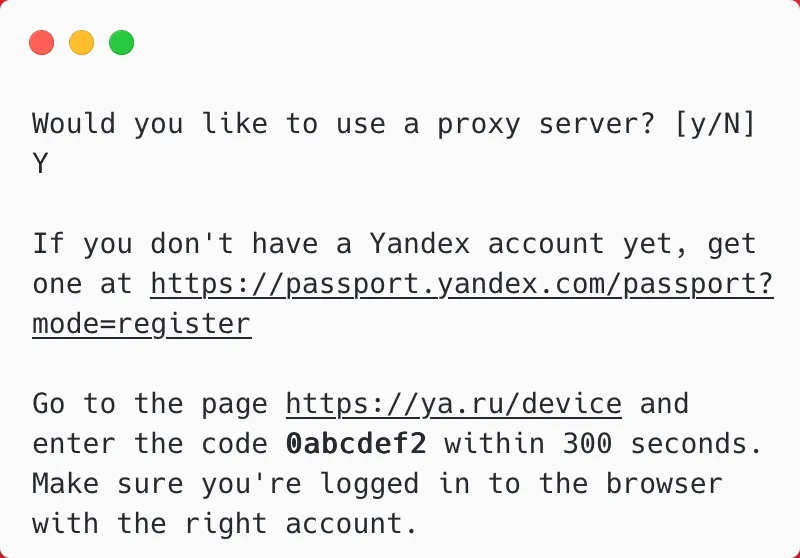 Would you like to use a proxy server? [y/N]
Y
If you don't have a Yandex account yet, get
one at https://passport.yandex.com/passport?
mode=register
Go to the page https://ya.ru/device and
enter the code 0abcdef2 within 300 seconds.
Make sure you're logged in to the browser
with the right account.